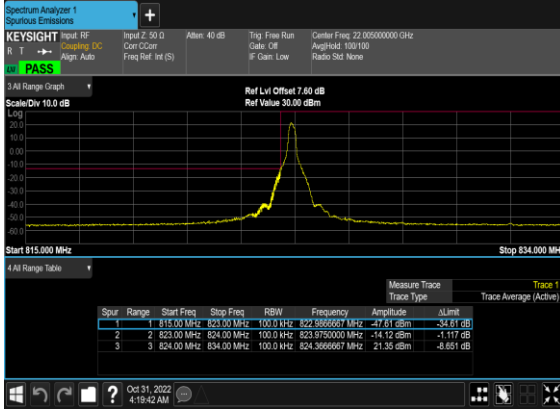 Spectrum Analyzer 1
Spurious Emissions
KEYSIGHT Input: RF Input Z: 50 Ω Atten: 40 dB Trig: Free Run Center Freq: 22.005000000 GHz
R T Coupling: DC Corr CCorr Gate: Off Avg|Hold: 100/100
Align: Auto Freq Ref: Int (S) IF Gain: Low Radio Std: None
PASS
3 All Range Graph
Ref Lvl Offset 7.60 dB
Scale/Div 10.0 dB Ref Value 30.00 dBm
Log
20.0
10.0
0.00
-10.0
-20.0
-30.0
-40.0
-50.0
-60.0
Start 815.000 MHz Stop 834.000 MH
4 All Range Table
Measure Trace Trace 1
Trace Type Trace Average (Active)
Spur Range Start Freq Stop Freq RBW Frequency Amplitude ΔLimit
1 1 815.00 MHz 823.00 MHz 100.0 kHz 822.9866667 MHz -47.61 dBm -34.61 dB
2 2 823.00 MHz 824.00 MHz 100.0 kHz 823.9750000 MHz -14.12 dBm -1.117 dB
3 3 824.00 MHz 834.00 MHz 100.0 kHz 824.3666667 MHz 21.35 dBm -8.651 dB
Oct 31, 2022
4:19:42 AM